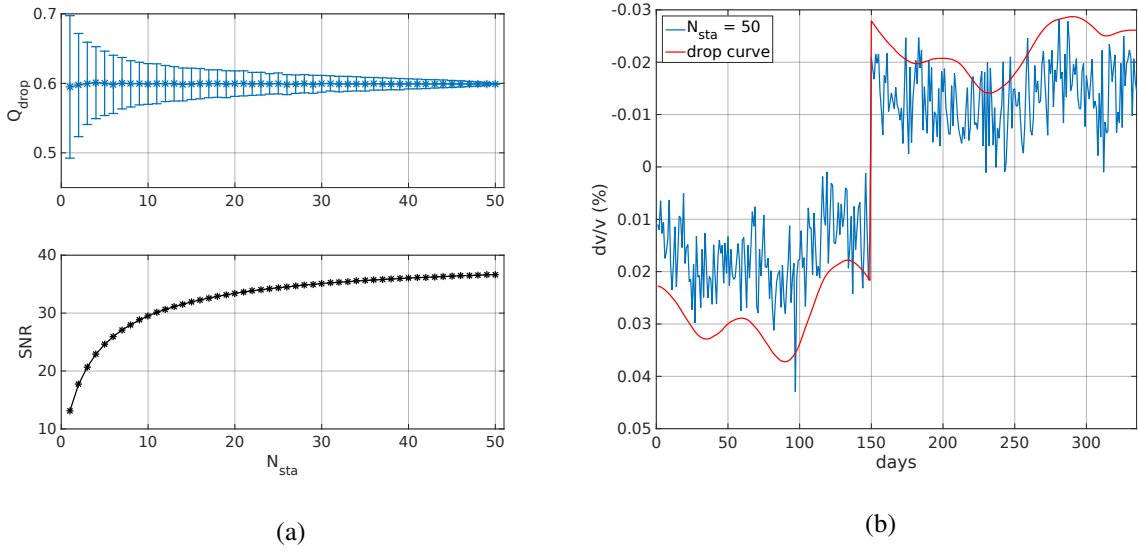 0.7
0.6
0.5
Q_drop
0 10 20 30 40 50
40
30
20
10
SNR
0 10 20 30 40 50
N_sta
(a)
-0.03
-0.02
-0.01
0
0.01
0.02
0.03
0.04
0.05
dv/v (%)
N_sta = 50
drop curve
0 50 100 150 200 250 300
days
(b)